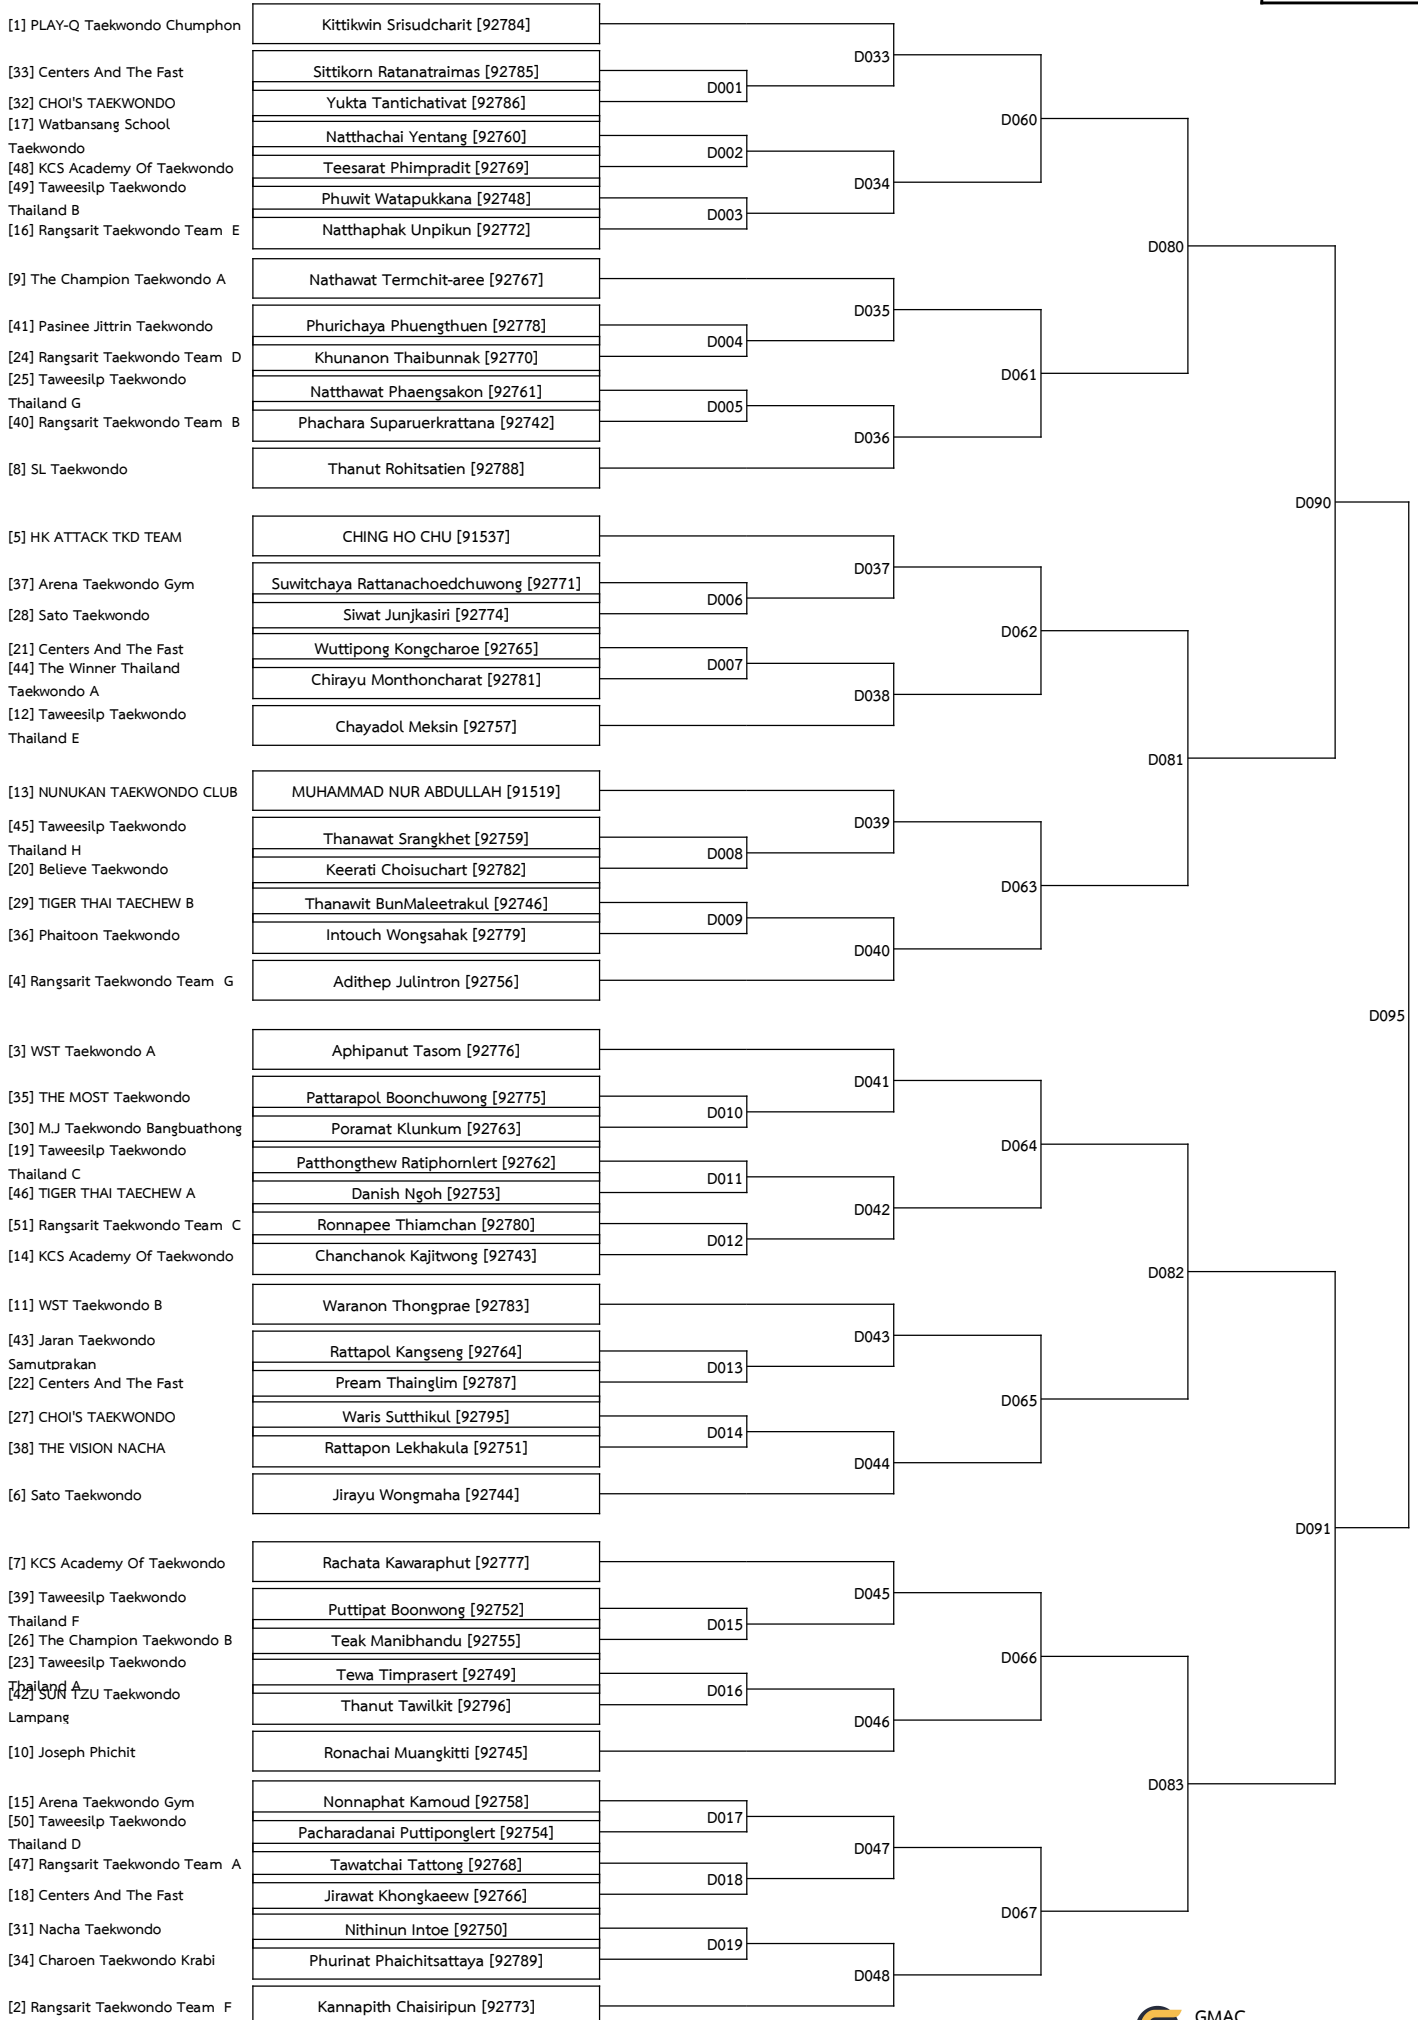 [1] PLAY-Q Taekwondo Chumphon Kittikwin Srisudcharit [92784]
D033
[33] Centers And The Fast Sittikorn Ratanatraimas [92785]
D001
[32] CHOI'S TAEKWONDO Yukta Tantichativat [92786]
D060
[17] Watbansang School
Taekwondo Natthachai Yentang [92760]
D002
[48] KCS Academy Of Taekwondo Teesarat Phimpradit [92769]
D034
[49] Taweesilp Taekwondo
Thailand B Phuwit Watapukkana [92748]
D003
[16] Rangsarit Taekwondo Team E Natthaphak Unpikun [92772]
D080
[9] The Champion Taekwondo A Nathawat Termchit-aree [92767]
D035
[41] Pasinee Jittrin Taekwondo Phurichaya Phuengthuen [92778]
D004
[24] Rangsarit Taekwondo Team D Khunanon Thaibunnak [92770]
D061
[25] Taweesilp Taekwondo
Thailand G Natthawat Phaengsakon [92761]
D005
[40] Rangsarit Taekwondo Team B Phachara Suparuerkrattana [92742]
D036
[8] SL Taekwondo Thanut Rohitsatien [92788]
D090
[5] HK ATTACK TKD TEAM CHING HO CHU [91537]
D037
[37] Arena Taekwondo Gym Suwitchaya Rattanachoedchuwong [92771]
D006
[28] Sato Taekwondo Siwat Junjkasiri [92774]
D062
[21] Centers And The Fast Wuttipong Kongcharoe [92765]
D007
[44] The Winner Thailand
Taekwondo A Chirayu Monthoncharat [92781]
D038
[12] Taweesilp Taekwondo
Thailand E Chayadol Meksin [92757]
D081
[13] NUNUKAN TAEKWONDO CLUB MUHAMMAD NUR ABDULLAH [91519]
D039
[45] Taweesilp Taekwondo
Thailand H Thanawat Srangkhet [92759]
D008
[20] Believe Taekwondo Keerati Choisuchart [92782]
D063
[29] TIGER THAI TAECHEW B Thanawit BunMaleetrakul [92746]
D009
[36] Phaitoon Taekwondo Intouch Wongsahak [92779]
D040
[4] Rangsarit Taekwondo Team G Adithep Julintron [92756]
D095
[3] WST Taekwondo A Aphipanut Tasom [92776]
D041
[35] THE MOST Taekwondo Pattarapol Boonchuwong [92775]
D010
[30] M.J Taekwondo Bangbuathong Poramat Klunkum [92763]
D064
[19] Taweesilp Taekwondo
Thailand C Patthongthew Ratiphornlert [92762]
D011
[46] TIGER THAI TAECHEW A Danish Ngoh [92753]
D042
[51] Rangsarit Taekwondo Team C Ronnapee Thiamchan [92780]
D012
[14] KCS Academy Of Taekwondo Chanchanok Kajitwong [92743]
D082
[11] WST Taekwondo B Waranon Thongprae [92783]
D043
[43] Jaran Taekwondo
Samutprakan Rattapol Kangseng [92764]
D013
[22] Centers And The Fast Pream Thainglim [92787]
D065
[27] CHOI'S TAEKWONDO Waris Sutthikul [92795]
D014
[38] THE VISION NACHA Rattapon Lekhakula [92751]
D044
[6] Sato Taekwondo Jirayu Wongmaha [92744]
D091
[7] KCS Academy Of Taekwondo Rachata Kawaraphut [92777]
D045
[39] Taweesilp Taekwondo
Thailand F Puttipat Boonwong [92752]
D015
[26] The Champion Taekwondo B Teak Manibhandu [92755]
D066
[23] Taweesilp Taekwondo
Thailand A Tewa Timprasert [92749]
D016
[42] SUN TZU Taekwondo
Lampang Thanut Tawilkit [92796]
D046
[10] Joseph Phichit Ronachai Muangkitti [92745]
D083
[15] Arena Taekwondo Gym Nonnaphat Kamoud [92758]
D017
[50] Taweesilp Taekwondo
Thailand D Pacharadanai Puttiponglert [92754]
D047
[47] Rangsarit Taekwondo Team A Tawatchai Tattong [92768]
D018
[18] Centers And The Fast Jirawat Khongkaeew [92766]
D067
[31] Nacha Taekwondo Nithinun Intoe [92750]
D019
[34] Charoen Taekwondo Krabi Phurinat Phaichitsattaya [92789]
D048
[2] Rangsarit Taekwondo Team F Kannapith Chaisiripun [92773]
GMAC